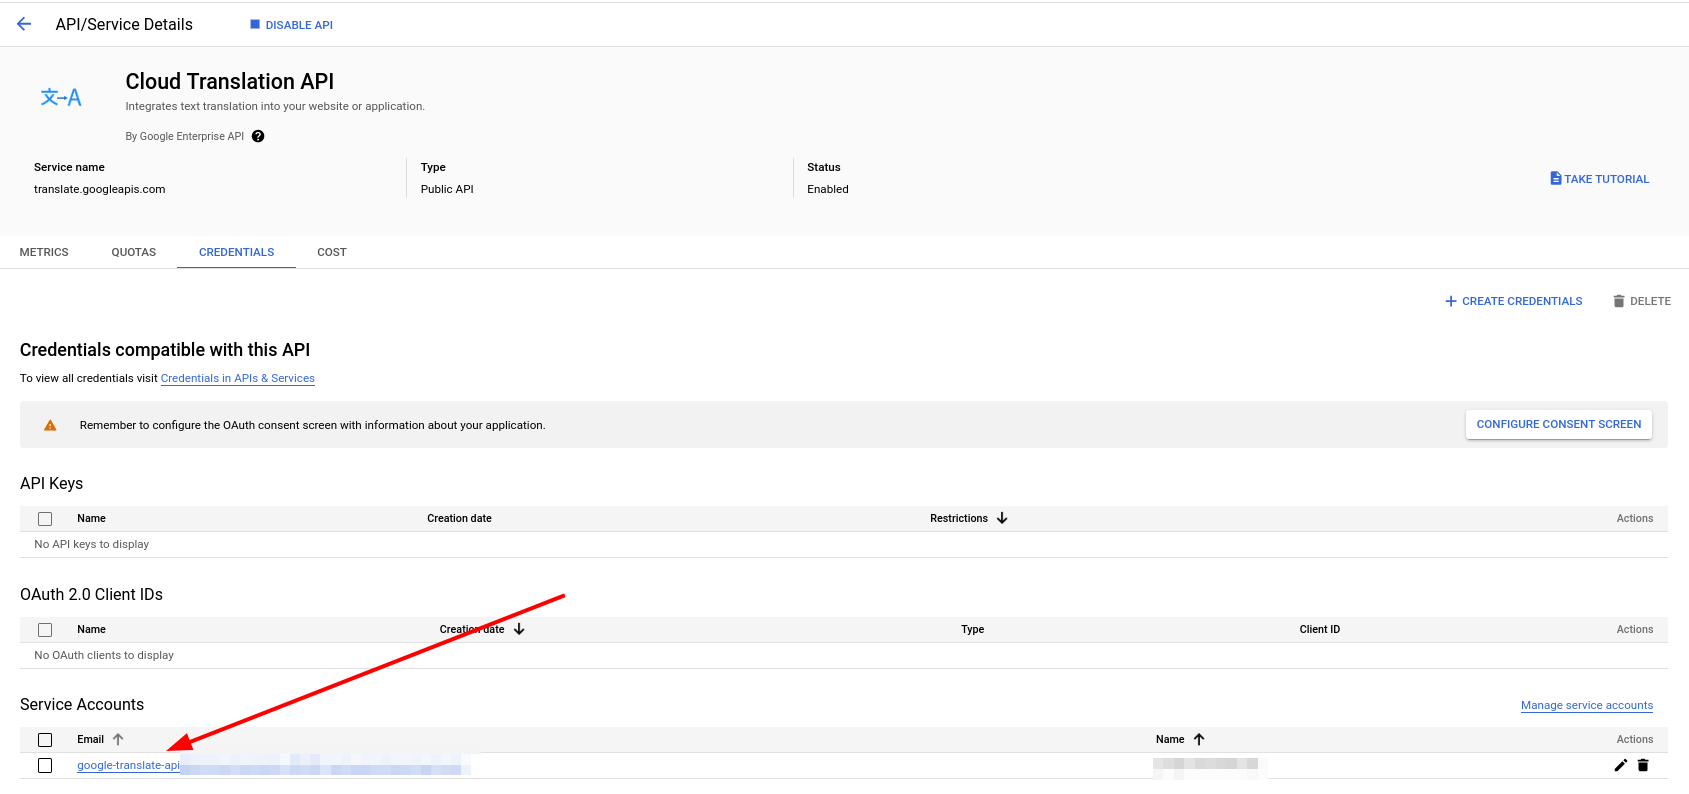 API/Service Details DISABLE API
文→A
Cloud Translation API
Integrates text translation into your website or application.
By Google Enterprise API ?
Service name Type Status
translate.googleapis.com Public API Enabled
TAKE TUTORIAL
METRICS QUOTAS CREDENTIALS COST
+ CREATE CREDENTIALS DELETE
Credentials compatible with this API
To view all credentials visit Credentials in APIs & Services
Remember to configure the OAuth consent screen with information about your application. CONFIGURE CONSENT SCREEN
API Keys
Name Creation date Restrictions Actions
No API keys to display
OAuth 2.0 Client IDs
Name Creation date Type Client ID Actions
No OAuth clients to display
Service Accounts Manage service accounts
Email Name Actions
google-translate-api